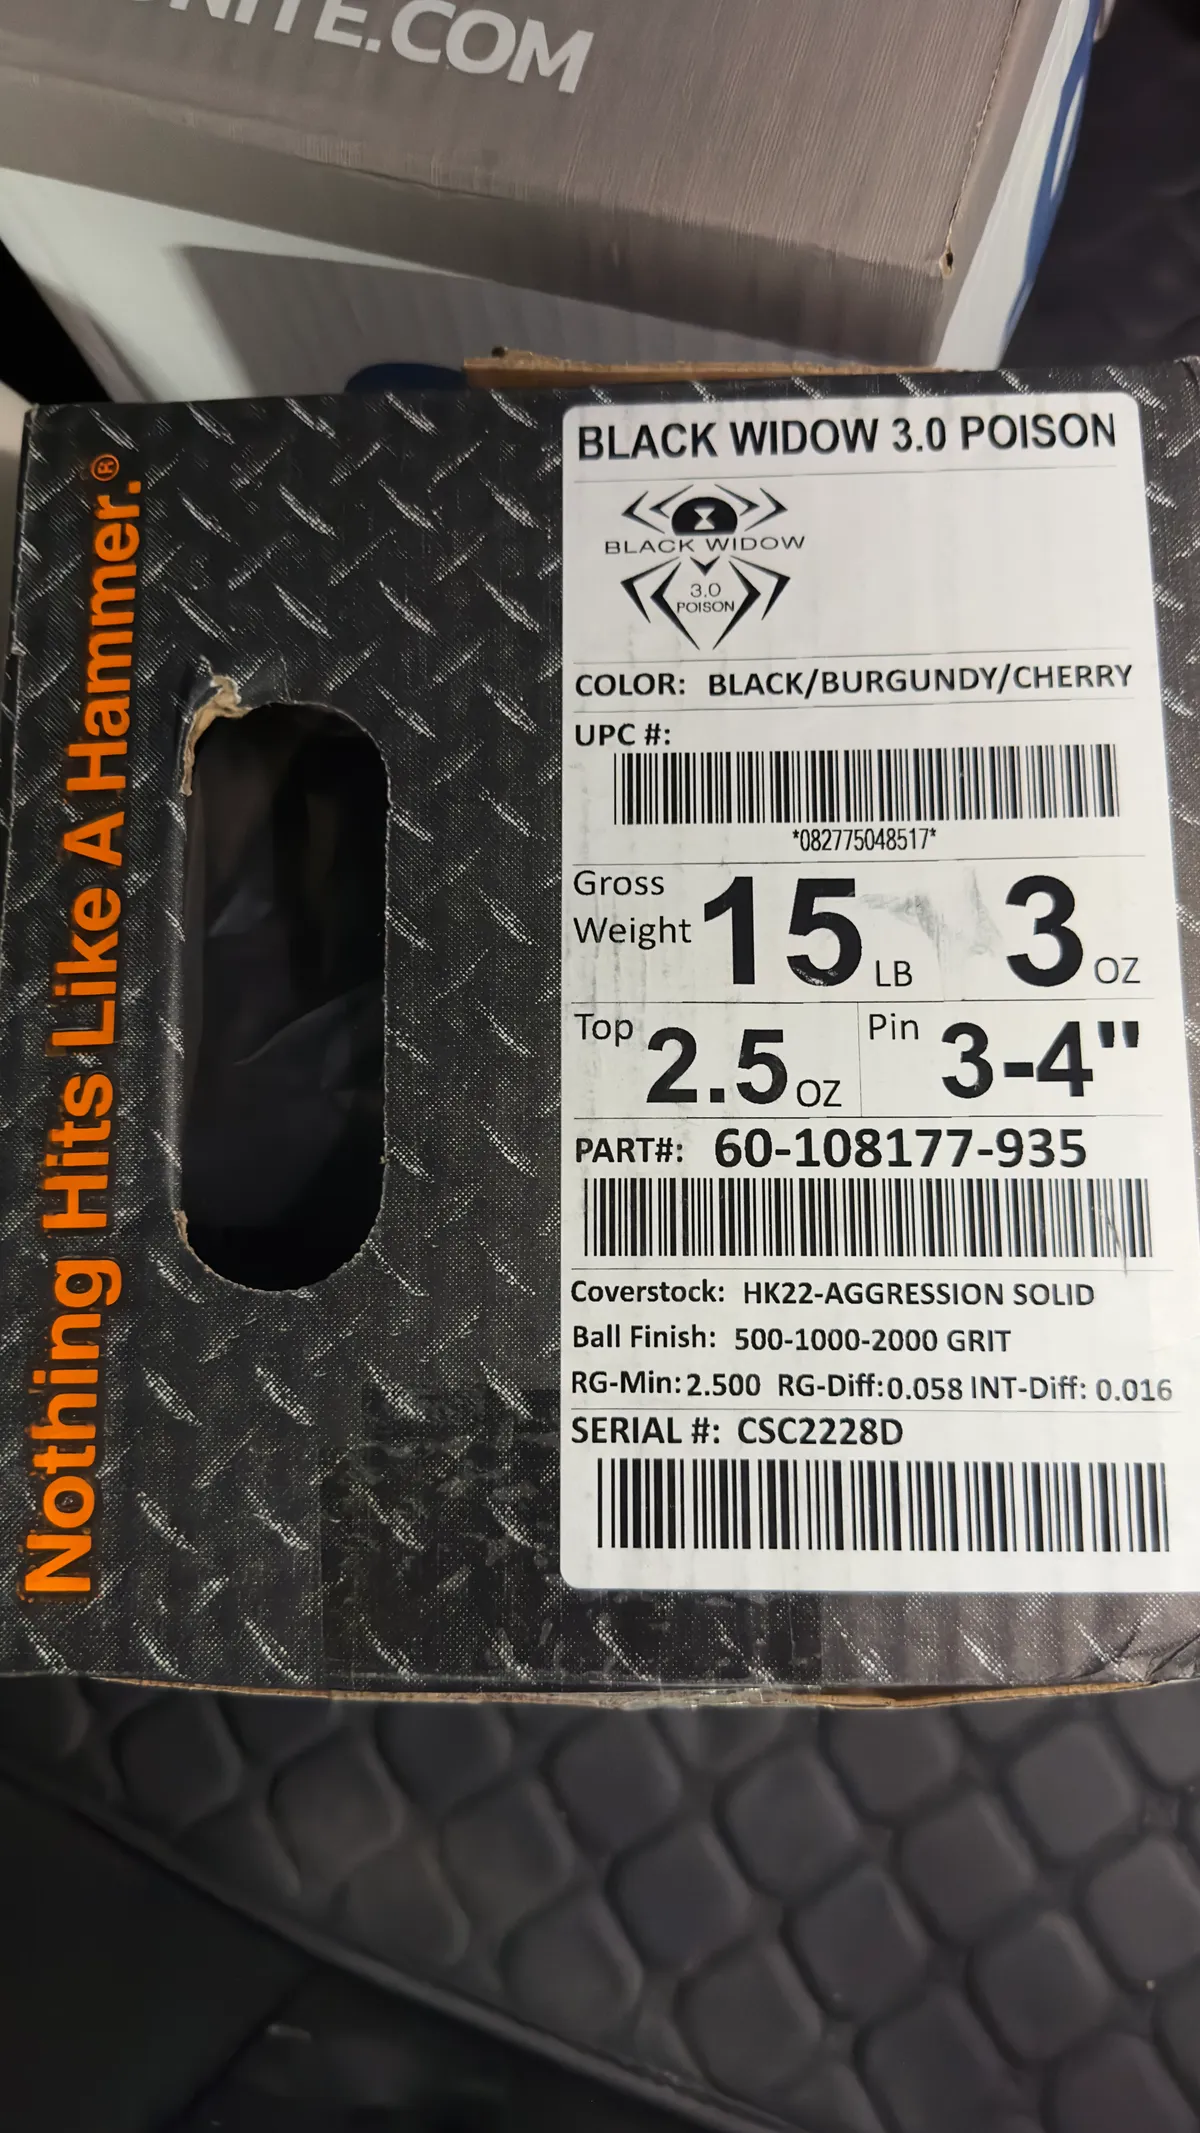 NITE.COM
Nothing Hits Like A Hammer.®
BLACK WIDOW 3.0 POISON
BLACK WIDOW
3.0
POISON
COLOR: BLACK/BURGUNDY/CHERRY
UPC #:
*082775048517*
Gross Weight 15 LB 3 OZ
Top 2.5 OZ Pin 3-4"
PART#: 60-108177-935
Coverstock: HK22-AGGRESSION SOLID
Ball Finish: 500-1000-2000 GRIT
RG-Min: 2.500 RG-Diff: 0.058 INT-Diff: 0.016
SERIAL #: CSC2228D